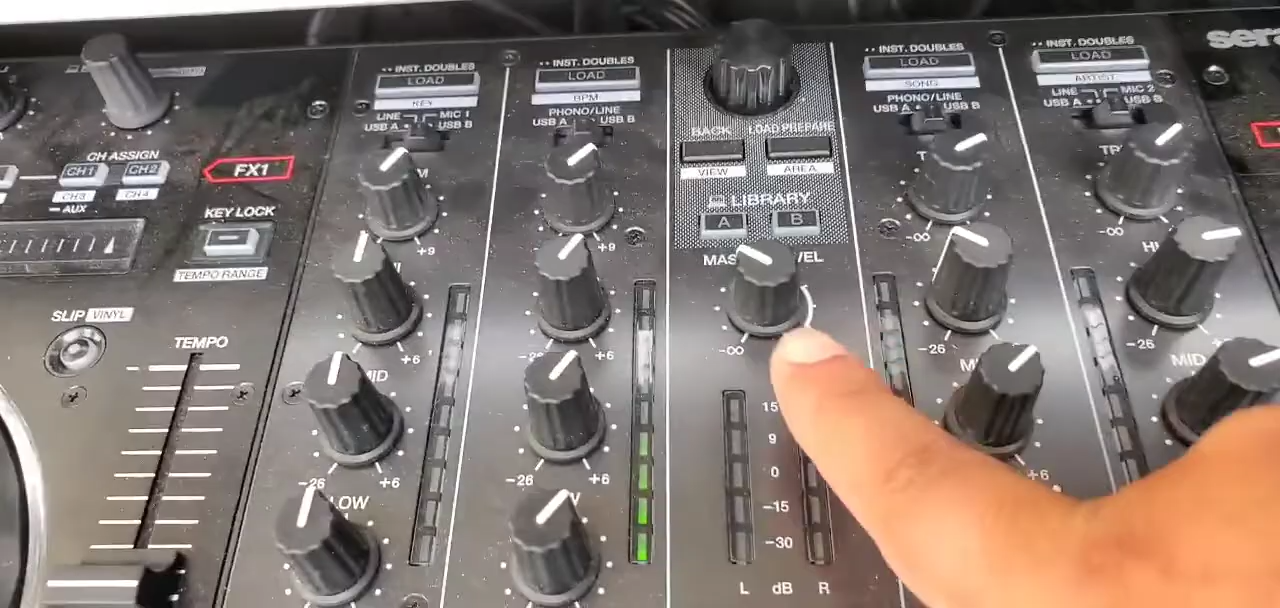 INST. DOUBLES
LOAD
KEY
LINE
MIC 1
USB A
USB B
INST. DOUBLES
LOAD
BPM
PHONO/LINE
USB A
USB B
BACK
LOAD PREPARE
VIEW
AREA
LIBRARY
A
B
INST. DOUBLES
LOAD
SONG
PHONO/LINE
USB A
USB B
INST. DOUBLES
LOAD
ARTIST
LINE
MIC 2
USB A
USB B
CH ASSIGN
CH1
CH2
CH3
CH4
AUX
FX1
KEY LOCK
TEMPO RANGE
SLIP
VINYL
TEMPO
+9
+9
-∞
-∞
+6
-26
+6
-∞
-26
-26
MID
MID
-26
+6
-26
+6
+6
LOW
15
9
0
-15
-30
L
dB
R